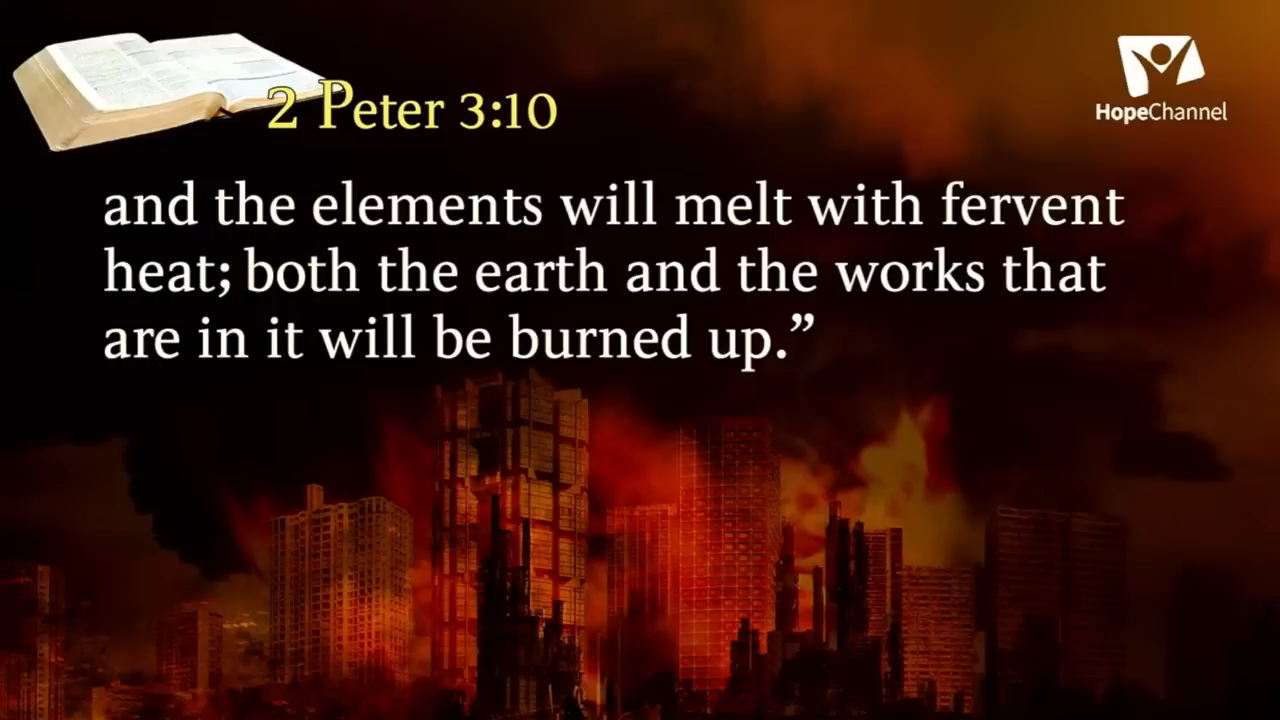 2 Peter 3:10
HopeChannel
and the elements will melt with fervent
heat; both the earth and the works that
are in it will be burned up.”